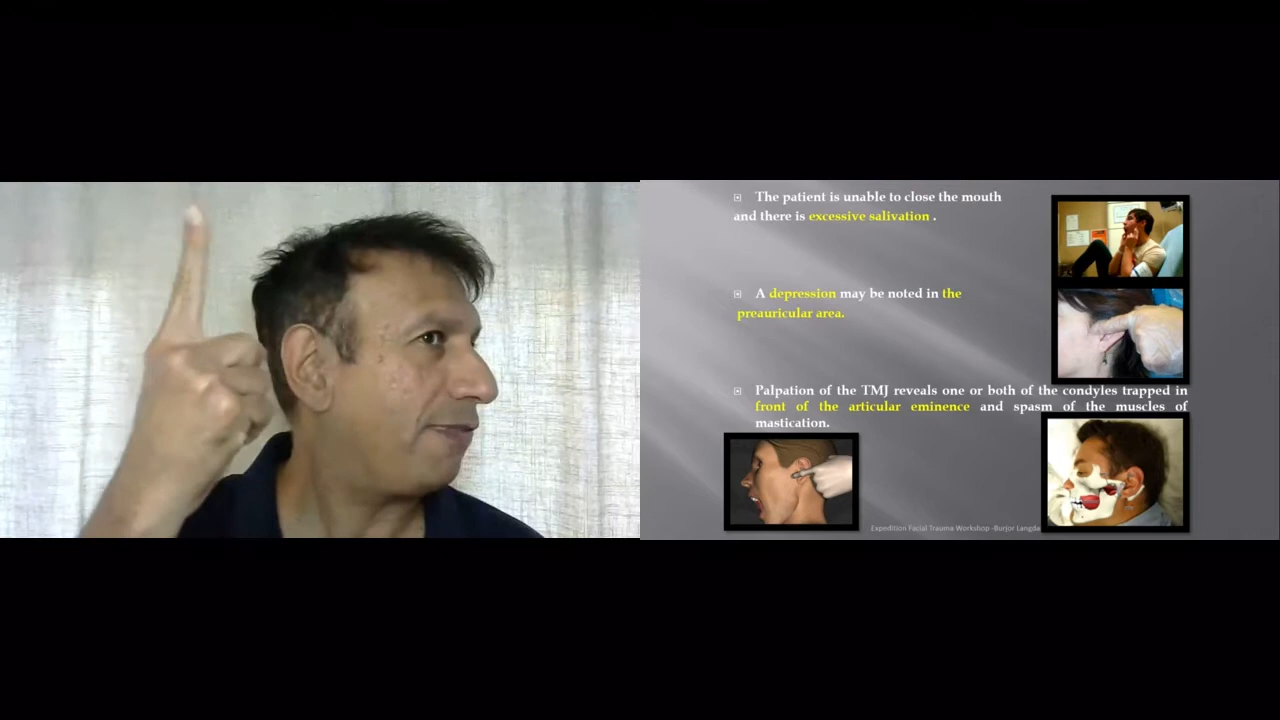 The patient is unable to close the mouth
and there is excessive salivation .
A depression may be noted in the
preauricular area.
Palpation of the TMJ reveals one or both of the condyles trapped in
front of the articular eminence and spasm of the muscles of
mastication.
Expedition Facial Trauma Workshop -Burjor Langda